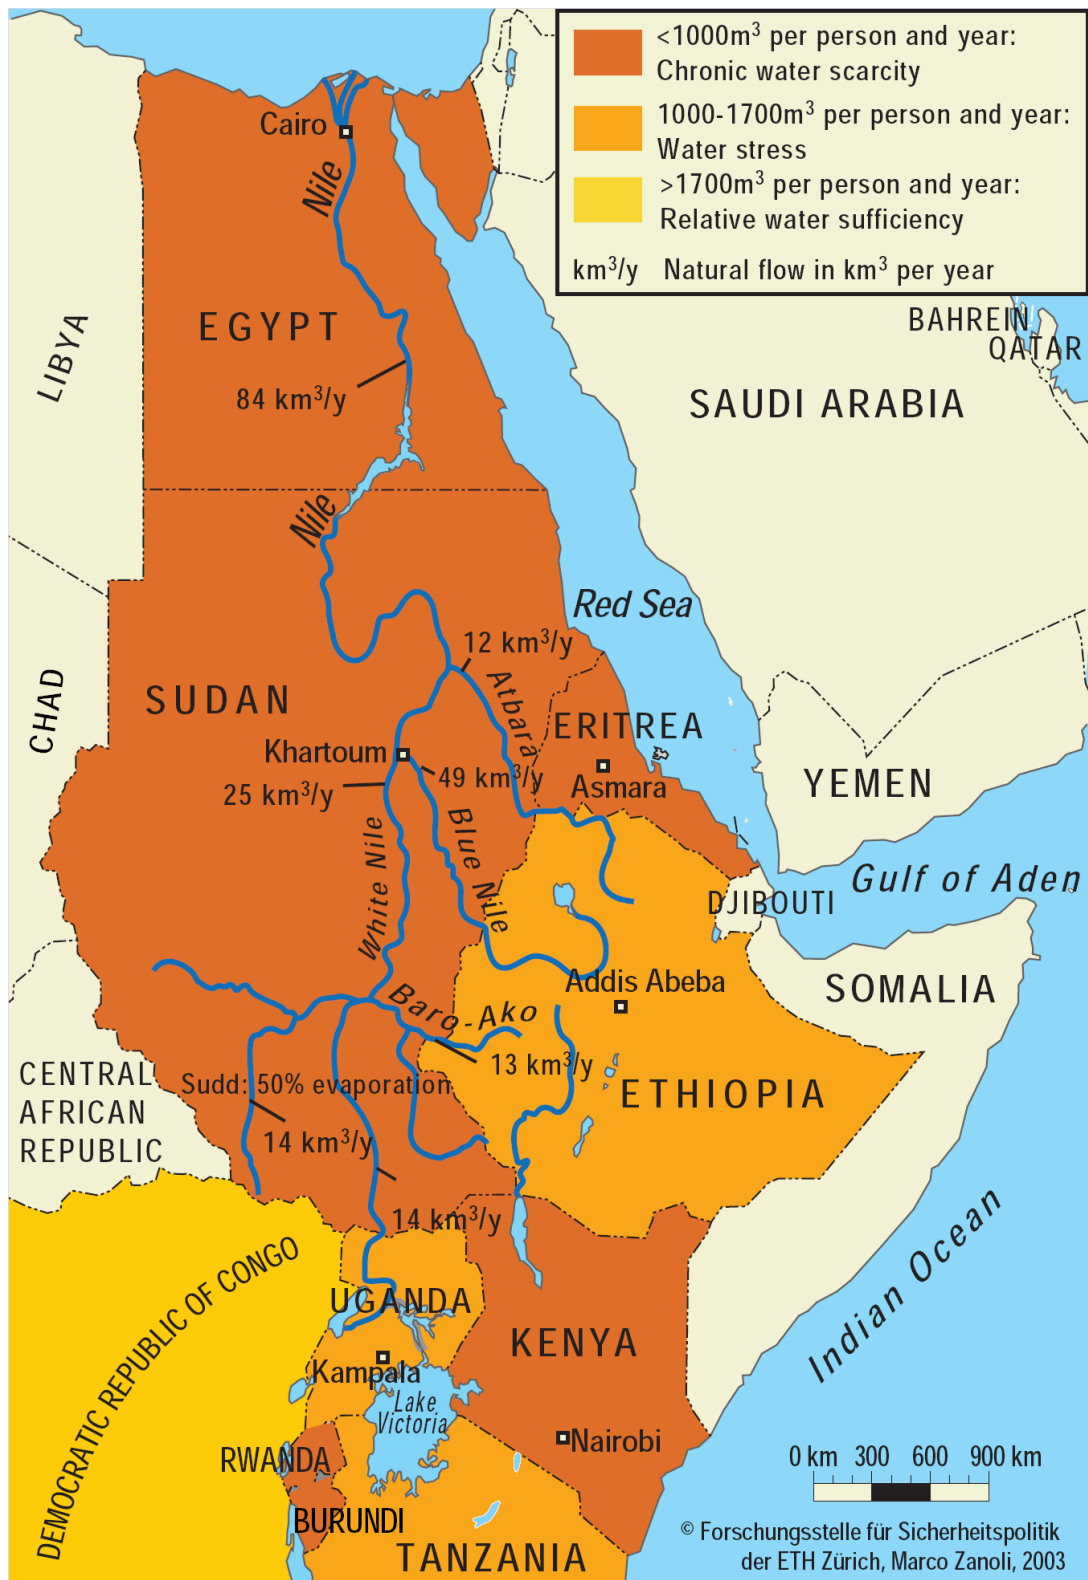 <1000m³ per person and year:
Chronic water scarcity
1000-1700m³ per person and year:
Water stress
>1700m³ per person and year:
Relative water sufficiency
km³/y Natural flow in km³ per year
Cairo
Nile
BAHREIN
QATAR
LIBYA
EGYPT
84 km³/y
SAUDI ARABIA
Nile
Red Sea
12 km³/y
CHAD
SUDAN
Atbara
ERITREA
Khartoum
49 km³/y
Asmara
25 km³/y
YEMEN
White Nile
Blue Nile
Gulf of Aden
DJIBOUTI
Addis Abeba
SOMALIA
Baro-Ako
13 km³/y
CENTRAL
AFRICAN
REPUBLIC
Sudd: 50% evaporation
ETHIOPIA
14 km³/y
14 km³/y
Indian Ocean
DEMOCRATIC REPUBLIC OF CONGO
UGANDA
KENYA
Kampala
Lake
Victoria
Nairobi
RWANDA
0 km 300 600 900 km
BURUNDI
TANZANIA
© Forschungsstelle für Sicherheitspolitik
der ETH Zürich, Marco Zanoli, 2003